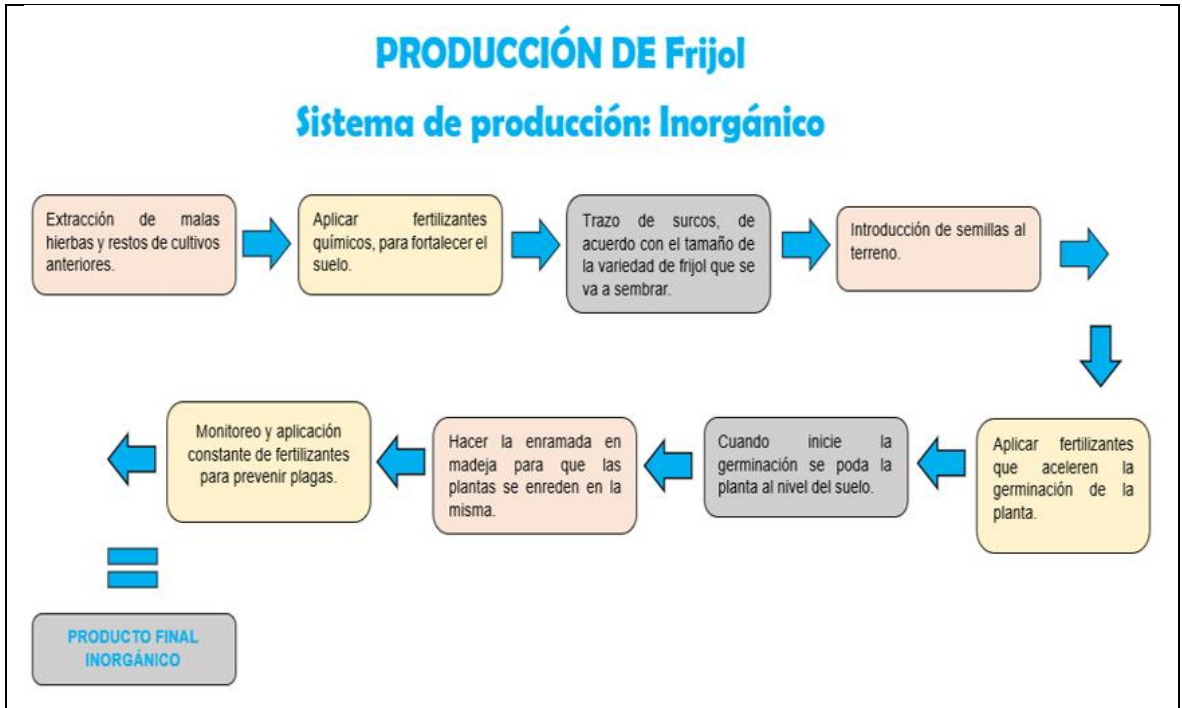 PRODUCCIÓN DE Frijol
Sistema de producción: Inorgánico
Extracción de malas
hierbas y restos de cultivos
anteriores.
Aplicar fertilizantes
químicos, para fortalecer el
suelo.
Trazo de surcos, de
acuerdo con el tamaño de
la variedad de frijol que se
va a sembrar.
Introducción de semillas al
terreno.
Aplicar fertilizantes
que aceleren la
germinación de la
planta.
Cuando inicie la
germinación se poda la
planta al nivel del suelo.
Hacer la enramada en
madeja para que las
plantas se enreden en la
misma.
Monitoreo y aplicación
constante de fertilizantes
para prevenir plagas.
PRODUCTO FINAL
INORGÁNICO